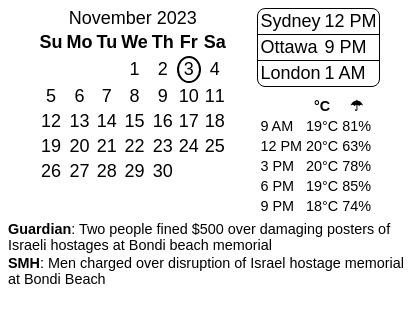 November 2023
Su Mo Tu We Th Fr Sa
1 2 3 4
5 6 7 8 9 10 11
12 13 14 15 16 17 18
19 20 21 22 23 24 25
26 27 28 29 30
Sydney 12 PM
Ottawa 9 PM
London 1 AM
°C ☂
9 AM 19°C 81%
12 PM 20°C 63%
3 PM 20°C 78%
6 PM 19°C 85%
9 PM 18°C 74%
Guardian: Two people fined $500 over damaging posters of
Israeli hostages at Bondi beach memorial
SMH: Men charged over disruption of Israel hostage memorial
at Bondi Beach